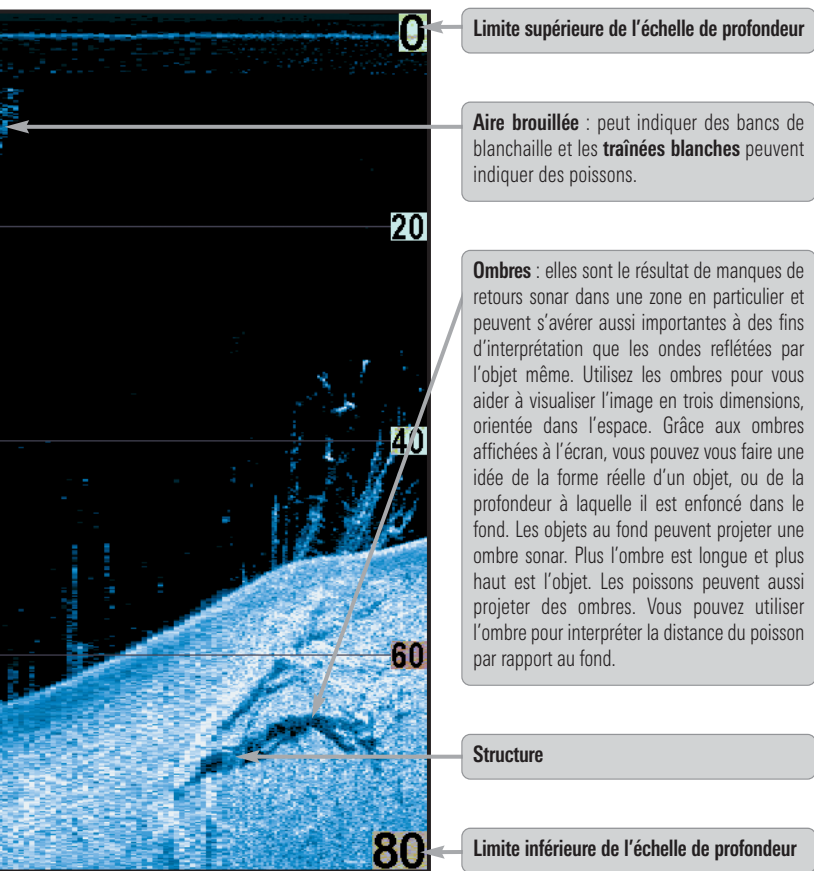 0
Limite supérieure de l'échelle de profondeur
Aire brouillée : peut indiquer des bancs de
blanchaille et les traînées blanches peuvent
indiquer des poissons.
20
Ombres : elles sont le résultat de manques de
retours sonar dans une zone en particulier et
peuvent s'avérer aussi importantes à des fins
d'interprétation que les ondes reflétées par
l'objet même. Utilisez les ombres pour vous
aider à visualiser l'image en trois dimensions,
orientée dans l'espace. Grâce aux ombres
affichées à l'écran, vous pouvez vous faire une
idée de la forme réelle d'un objet, ou de la
profondeur à laquelle il est enfoncé dans le
fond. Les objets au fond peuvent projeter une
ombre sonar. Plus l'ombre est longue et plus
haut est l'objet. Les poissons peuvent aussi
projeter des ombres. Vous pouvez utiliser
l'ombre pour interpréter la distance du poisson
par rapport au fond.
40
60
Structure
80
Limite inférieure de l'échelle de profondeur